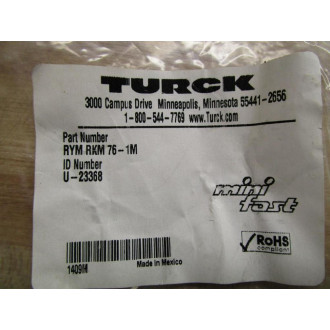 TURCK
3000 Campus Drive Minneapolis, Minnesota 55441-2656
1-800-544-7769 www.Turck.com
Part Number
RYM RKM 76-1M
ID Number
U-23368
mini
fast
RoHS
compliant
1409M
Made in Mexico